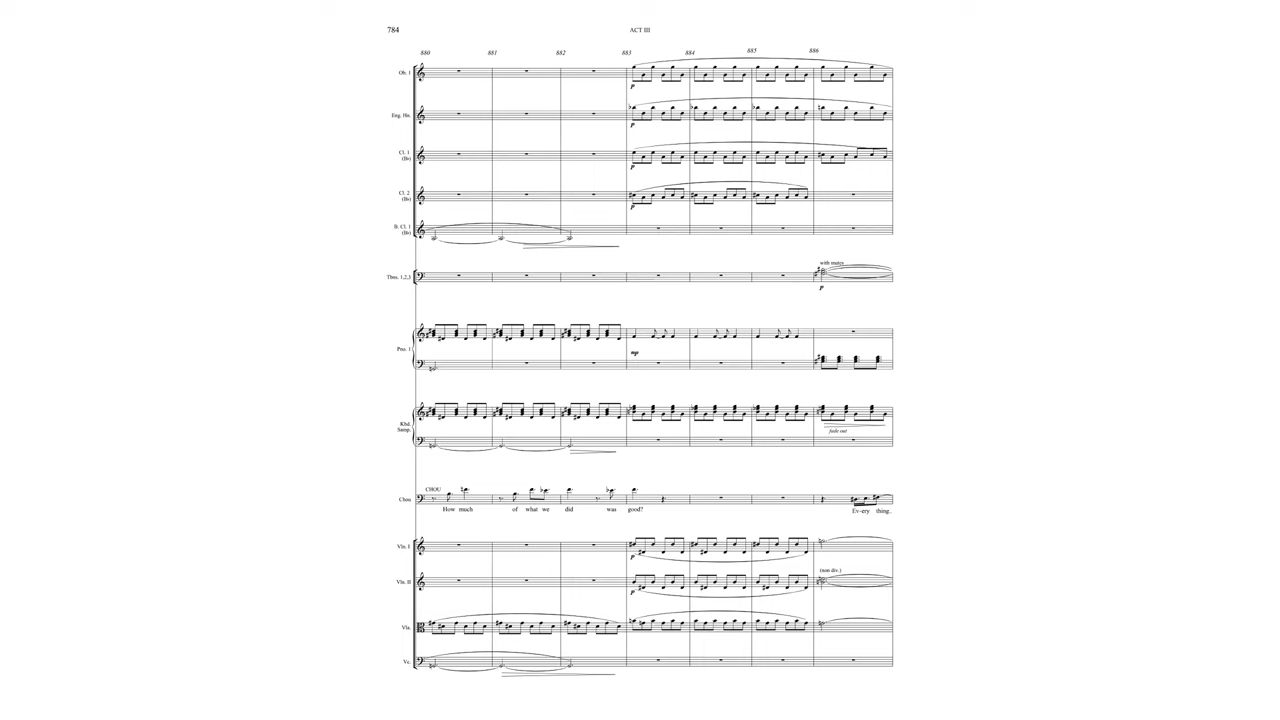 784
ACT III
880 881 882 883 884 885 886
Ob. 1
p
Eng. Hn.
p
Cl. 1
(B♭)
p
Cl. 2
(B♭)
p
B. Cl. 1
(B♭)
with mutes
Tbns. 1,2,3
p
Pno. 1
mp
Kbd.
Samp.
fade out
CHOU
Chou
How much of what we did was good? Ev-ery thing
Vln. I
p
(non div.)
Vln. II
p
Vla.
Vc.